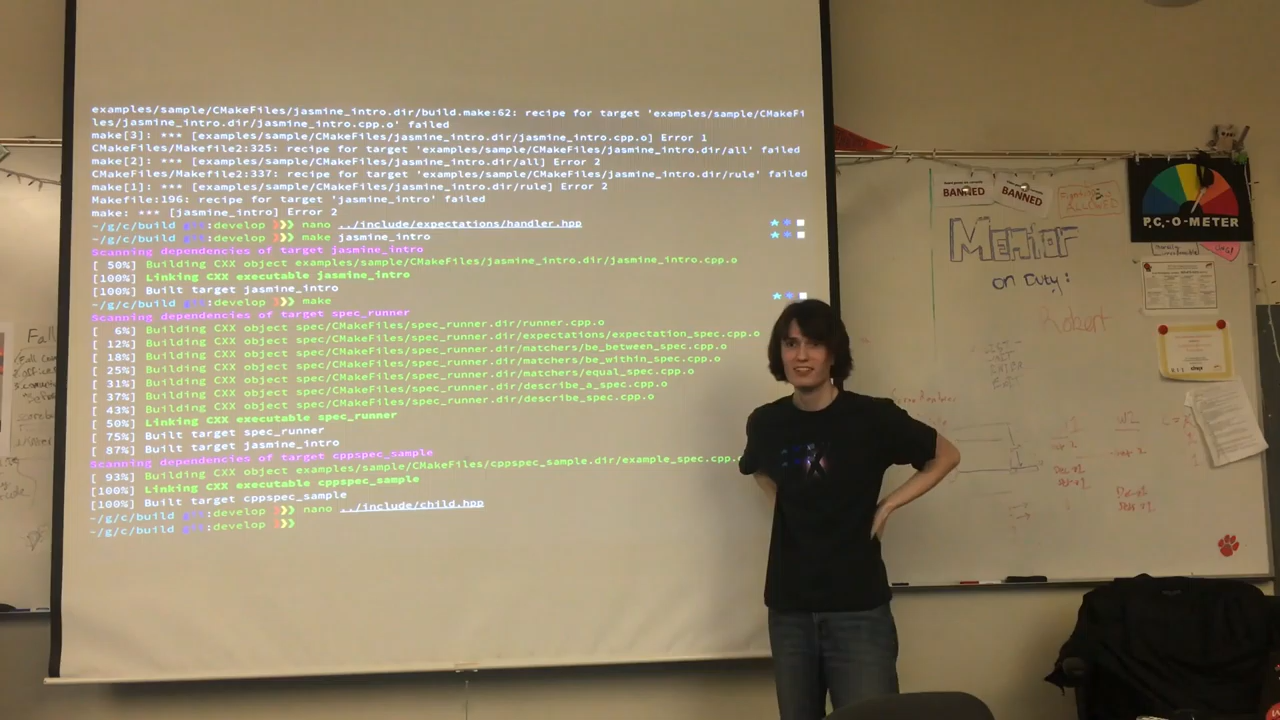 examples/sample/CMakeFiles/jasmine_intro.dir/build.make:62: recipe for target 'examples/sample/CMakeFi
les/jasmine_intro.dir/jasmine_intro.cpp.o' failed
make[3]: *** [examples/sample/CMakeFiles/jasmine_intro.dir/jasmine_intro.cpp.o] Error 1
CMakeFiles/Makefile2:325: recipe for target 'examples/sample/CMakeFiles/jasmine_intro.dir/all' failed
make[2]: *** [examples/sample/CMakeFiles/jasmine_intro.dir/all] Error 2
CMakeFiles/Makefile2:337: recipe for target 'examples/sample/CMakeFiles/jasmine_intro.dir/rule' failed
make[1]: *** [examples/sample/CMakeFiles/jasmine_intro.dir/rule] Error 2
Makefile:196: recipe for target 'jasmine_intro' failed
make: *** [jasmine_intro] Error 2
~/g/c/build git:develop ❯❯❯ nano ../include/expectations/handler.hpp
~/g/c/build git:develop ❯❯❯ make jasmine_intro
Scanning dependencies of target jasmine_intro
[ 50%] Building CXX object examples/sample/CMakeFiles/jasmine_intro.dir/jasmine_intro.cpp.o
[100%] Linking CXX executable jasmine_intro
[100%] Built target jasmine_intro
~/g/c/build git:develop ❯❯❯ make
Scanning dependencies of target spec_runner
[ 6%] Building CXX object spec/CMakeFiles/spec_runner.dir/runner.cpp.o
[ 12%] Building CXX object spec/CMakeFiles/spec_runner.dir/expectations/expectation_spec.cpp.o
[ 18%] Building CXX object spec/CMakeFiles/spec_runner.dir/matchers/be_between_spec.cpp.o
[ 25%] Building CXX object spec/CMakeFiles/spec_runner.dir/matchers/be_within_spec.cpp.o
[ 31%] Building CXX object spec/CMakeFiles/spec_runner.dir/matchers/equal_spec.cpp.o
[ 37%] Building CXX object spec/CMakeFiles/spec_runner.dir/describe_a_spec.cpp.o
[ 43%] Building CXX object spec/CMakeFiles/spec_runner.dir/describe_spec.cpp.o
[ 50%] Linking CXX executable spec_runner
[ 75%] Built target spec_runner
[ 87%] Built target jasmine_intro
Scanning dependencies of target cppspec_sample
[ 93%] Building CXX object examples/sample/CMakeFiles/cppspec_sample.dir/example_spec.cpp.o
[100%] Linking CXX executable cppspec_sample
[100%] Built target cppspec_sample
~/g/c/build git:develop ❯❯❯ nano ../include/child.hpp
~/g/c/build git:develop ❯❯❯
Fall
BANNED
BANNED
Mentor
on Duty:
Robert
P.C.-O-METER